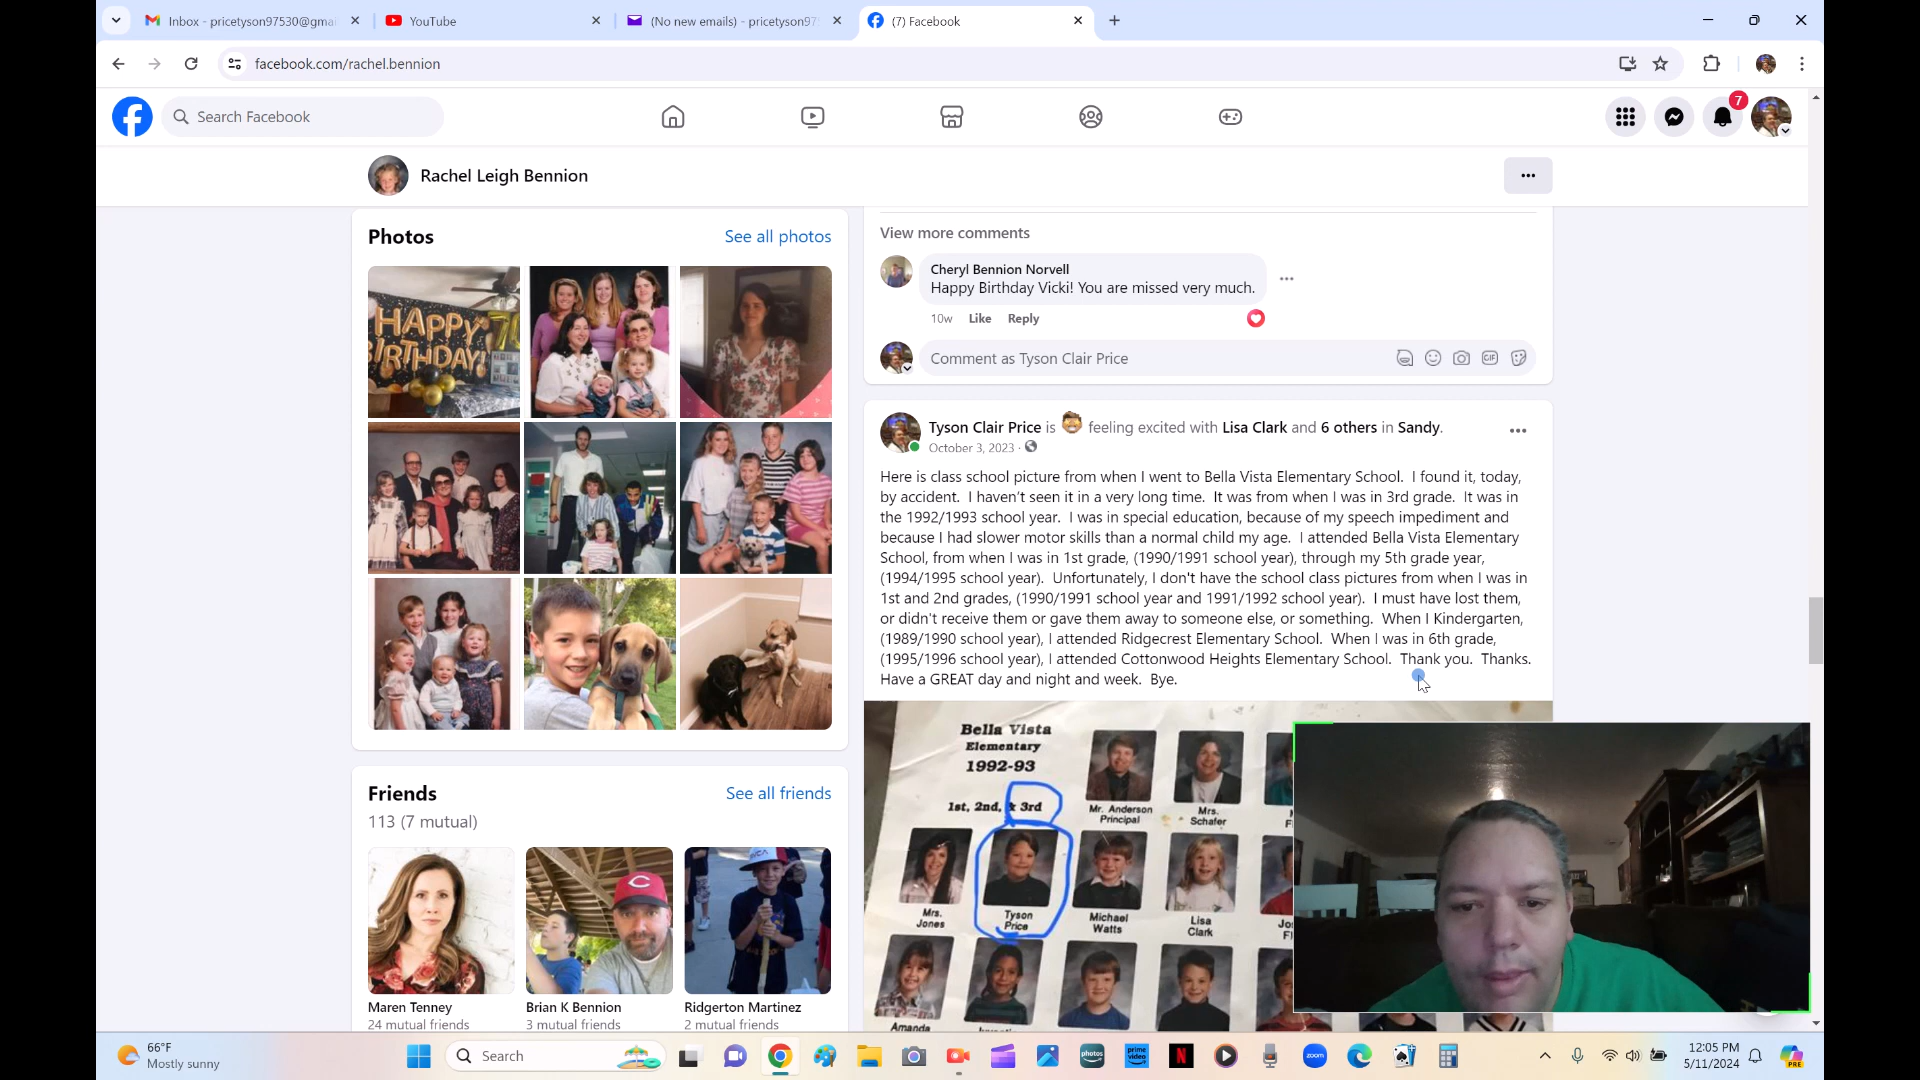 Inbox - pricetyson97530@gmai
YouTube
(No new emails) - pricetyson97
(7) Facebook
facebook.com/rachel.bennion
Search Facebook
7
Rachel Leigh Bennion
•••
Photos
See all photos
HAPPY
BIRTHDAY!
Friends
See all friends
113 (7 mutual)
Maren Tenney
24 mutual friends
Brian K Bennion
3 mutual friends
Ridgerton Martinez
2 mutual friends
View more comments
Cheryl Bennion Norvell
Happy Birthday Vicki! You are missed very much.
10w Like Reply
Comment as Tyson Clair Price
GIF
Tyson Clair Price is feeling excited with Lisa Clark and 6 others in Sandy.
October 3, 2023 ·
Here is class school picture from when I went to Bella Vista Elementary School. I found it, today,
by accident. I haven't seen it in a very long time. It was from when I was in 3rd grade. It was in
the 1992/1993 school year. I was in special education, because of my speech impediment and
because I had slower motor skills than a normal child my age. I attended Bella Vista Elementary
School, from when I was in 1st grade, (1990/1991 school year), through my 5th grade year,
(1994/1995 school year). Unfortunately, I don't have the school class pictures from when I was in
1st and 2nd grades, (1990/1991 school year and 1991/1992 school year). I must have lost them,
or didn't receive them or gave them away to someone else, or something. When I Kindergarten,
(1989/1990 school year), I attended Ridgecrest Elementary School. When I was in 6th grade,
(1995/1996 school year), I attended Cottonwood Heights Elementary School. Thank you. Thanks.
Have a GREAT day and night and week. Bye.
Bella Vista
Elementary
1992-93
1st, 2nd, & 3rd
Mr. Anderson
Principal
Mrs.
Schafer
Mrs.
Jones
Tyson
Price
Michael
Watts
Lisa
Clark
Amanda
66°F
Mostly sunny
Search
photos
prime video
N
zoom
12:05 PM
5/11/2024
PRE